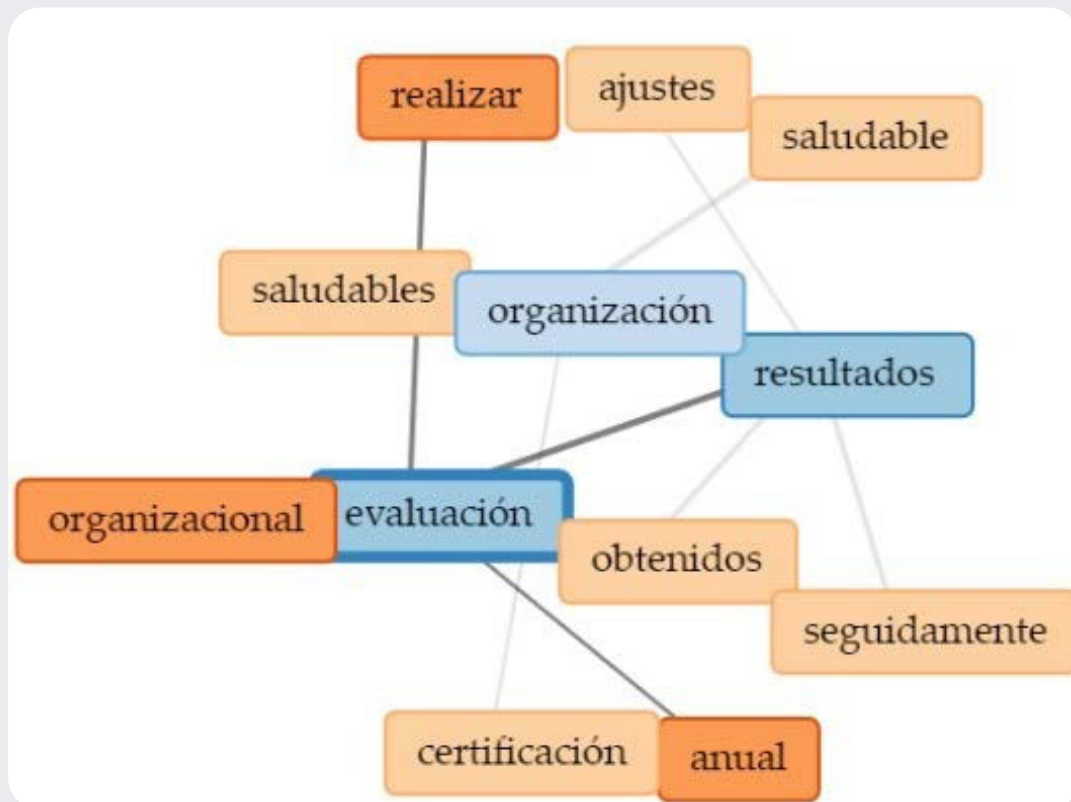 realizar
ajustes
saludable
saludables
organización
resultados
organizacional
evaluación
obtenidos
seguidamente
certificación
anual